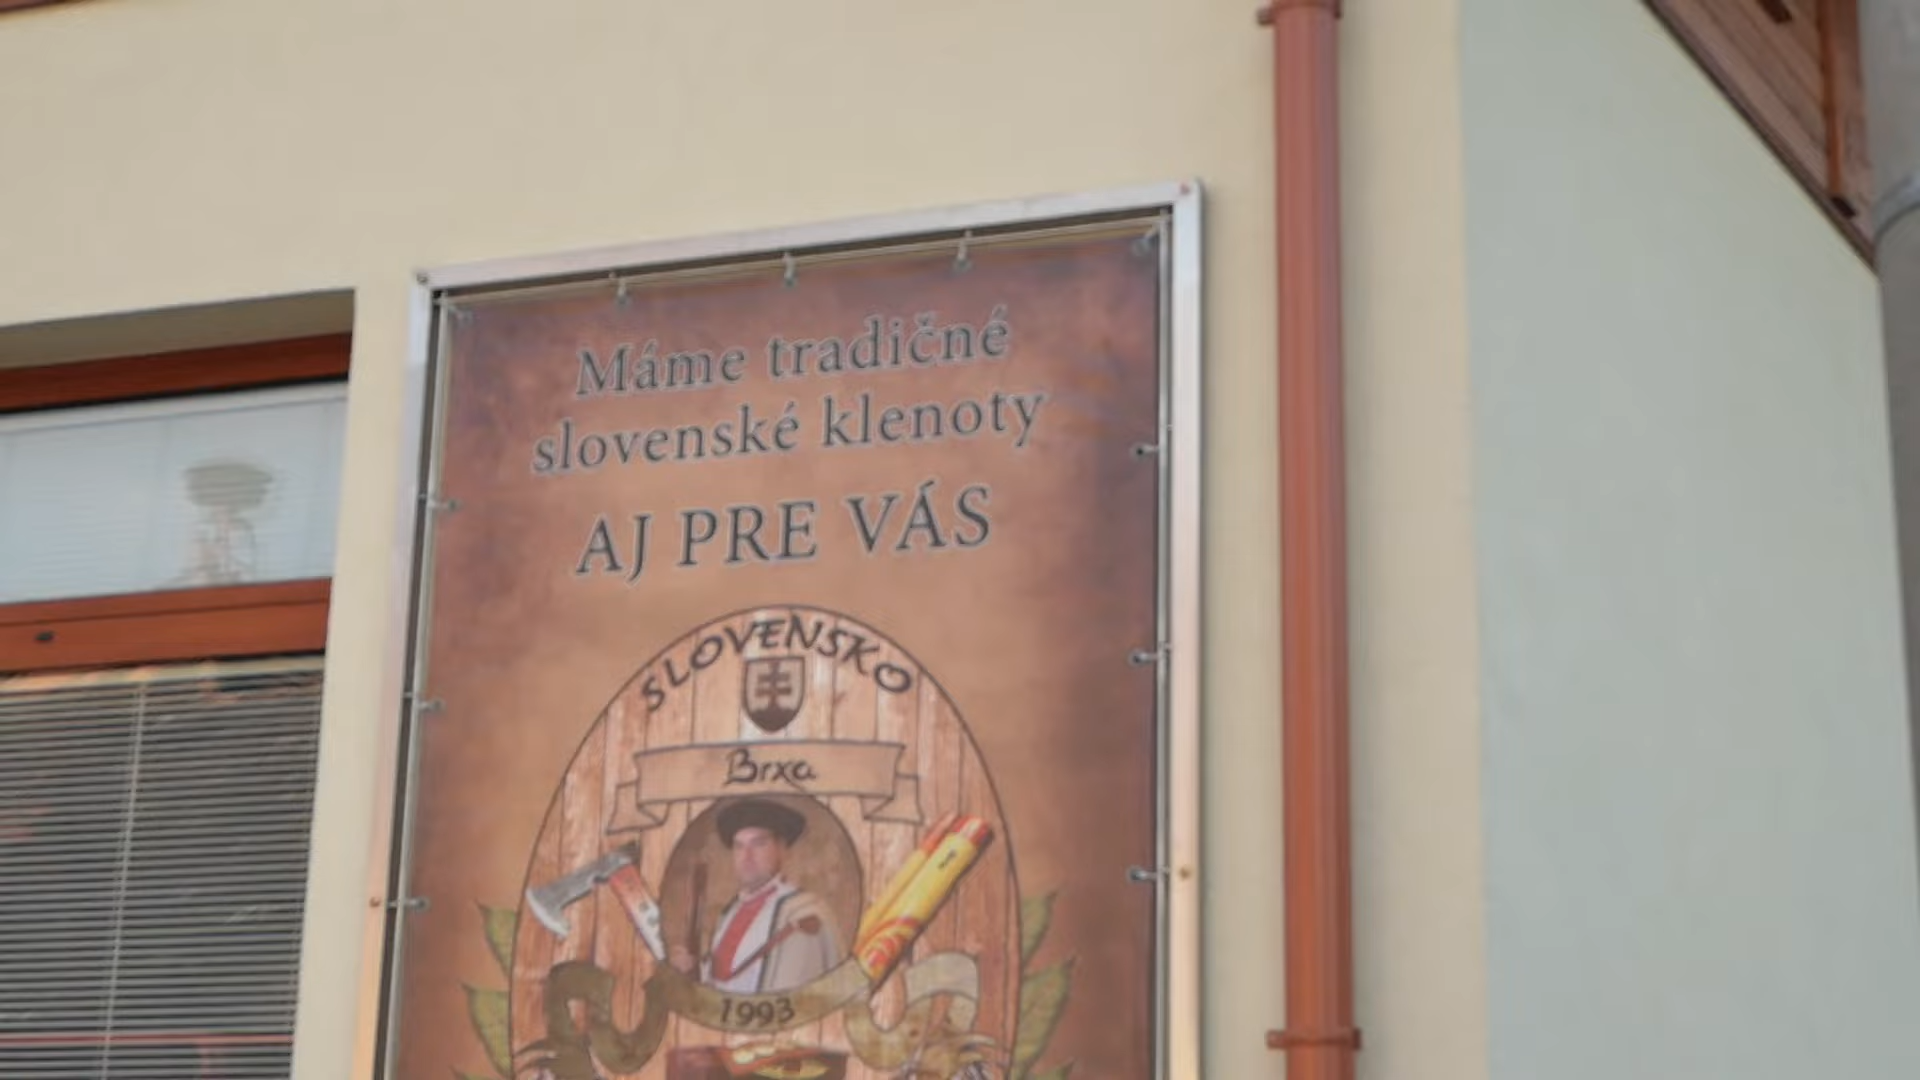 Máme tradičné
slovenské klenoty
AJ PRE VÁS
SLOVENSKO
Brxa
1993